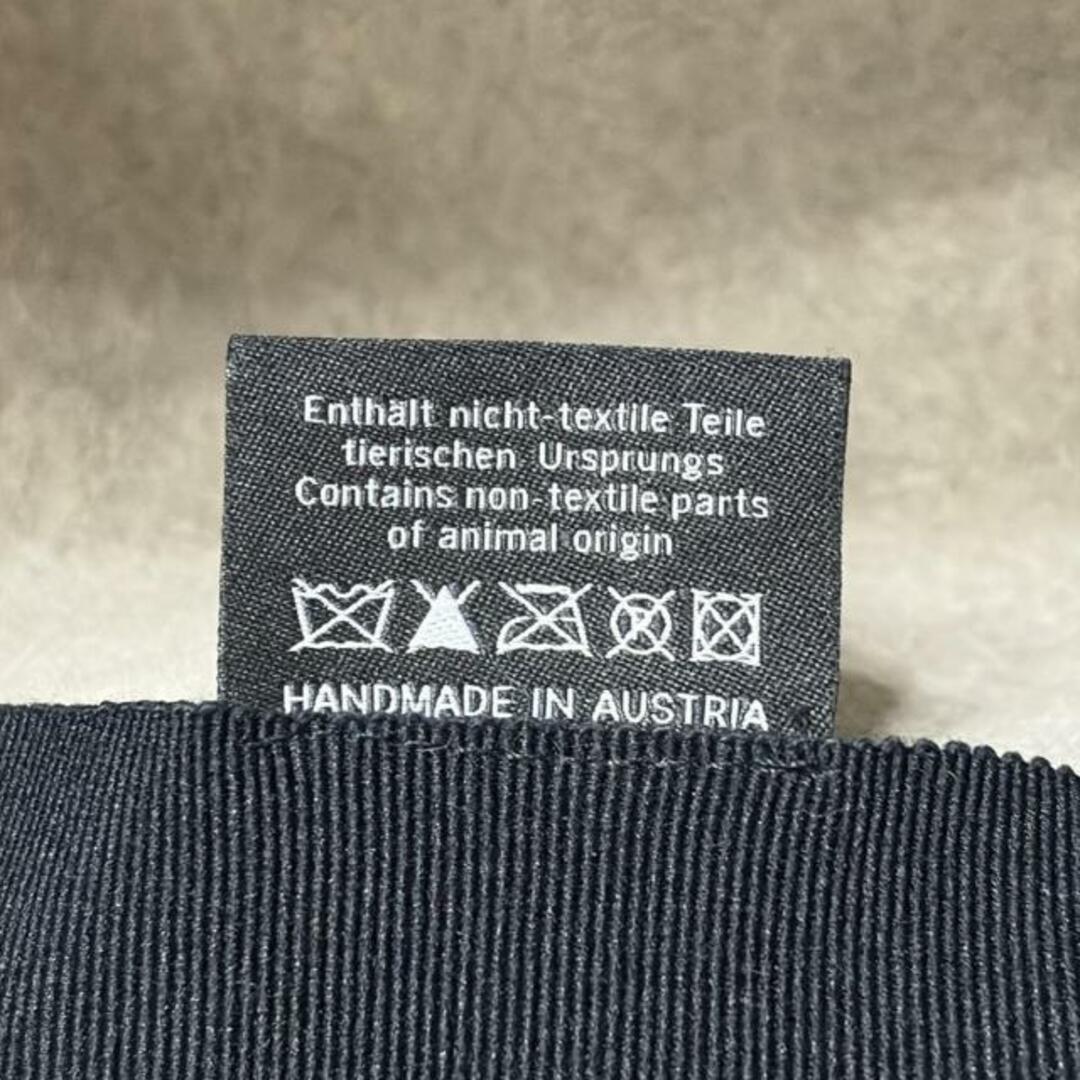 Enthält nicht-textile Teile
tierischen Ursprungs
Contains non-textile parts
of animal origin
HANDMADE IN AUSTRIA